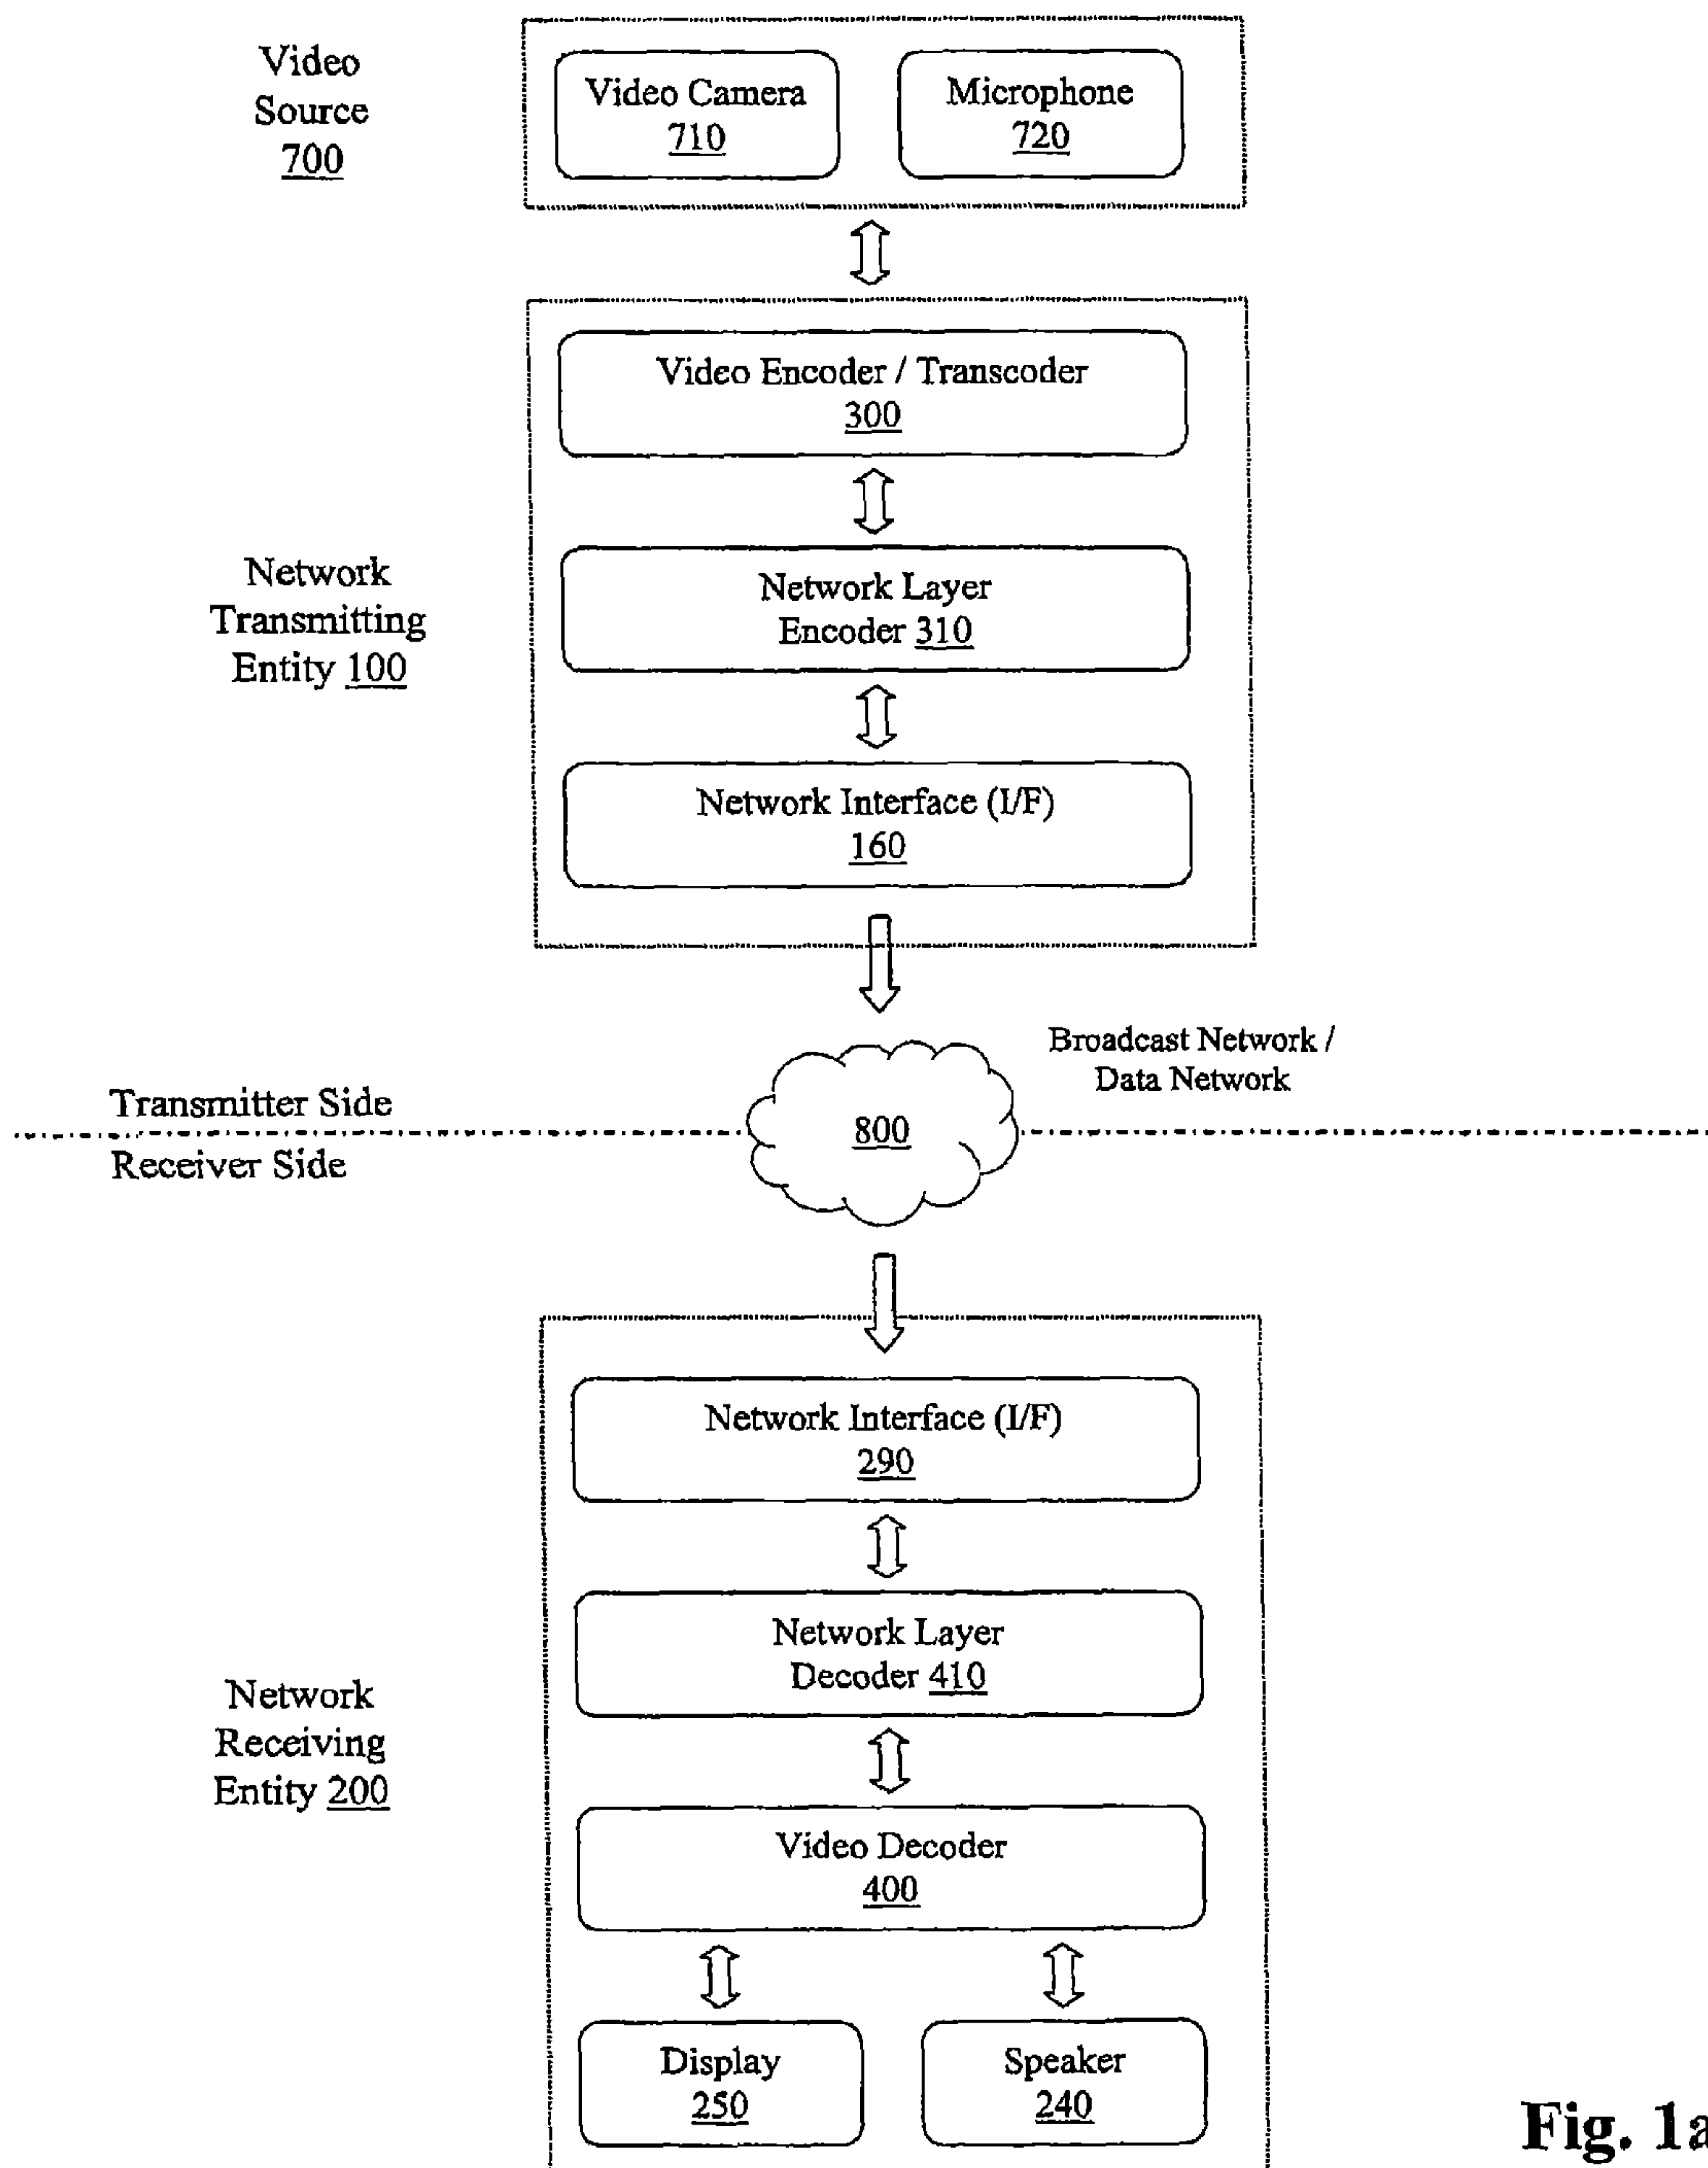 Video
Source
700
Video Camera
710
Microphone
720
Video Encoder / Transcoder
300
Network
Transmitting
Entity 100
Network Layer
Encoder 310
Network Interface (I/F)
160
Broadcast Network /
Data Network
Transmitter Side
800
Receiver Side
Network Interface (I/F)
290
Network Layer
Decoder 410
Network
Receiving
Entity 200
Video Decoder
400
Display
250
Speaker
240
Fig. 1a